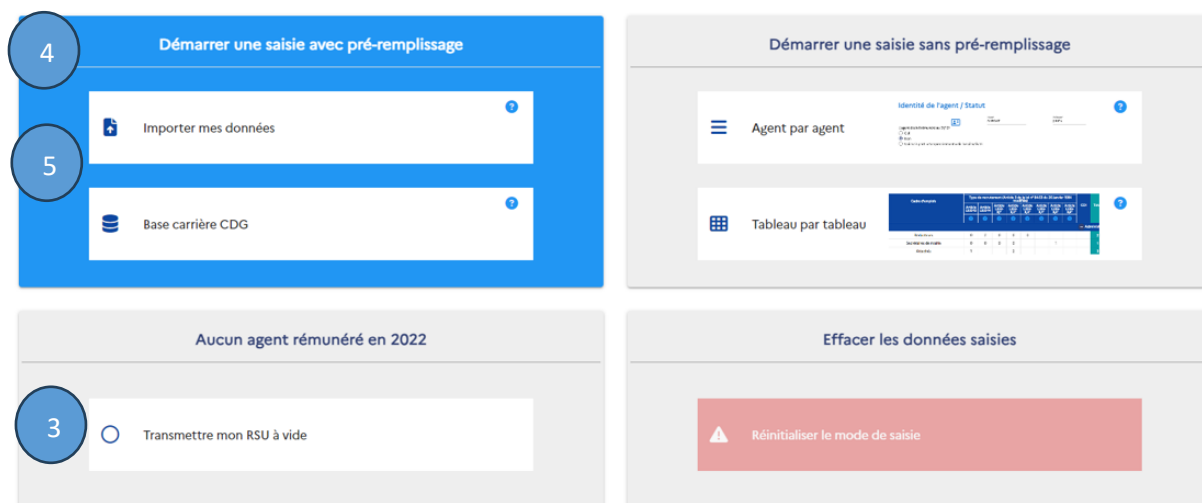 4
Démarrer une saisie avec pré-remplissage
Importer mes données
?
5
Base carrière CDG
?
Démarrer une saisie sans pré-remplissage
Agent par agent
Identité de l'agent / Statut
?
Tableau par tableau
?
Aucun agent rémunéré en 2022
3
Transmettre mon RSU à vide
Effacer les données saisies
Réinitialiser le mode de saisie